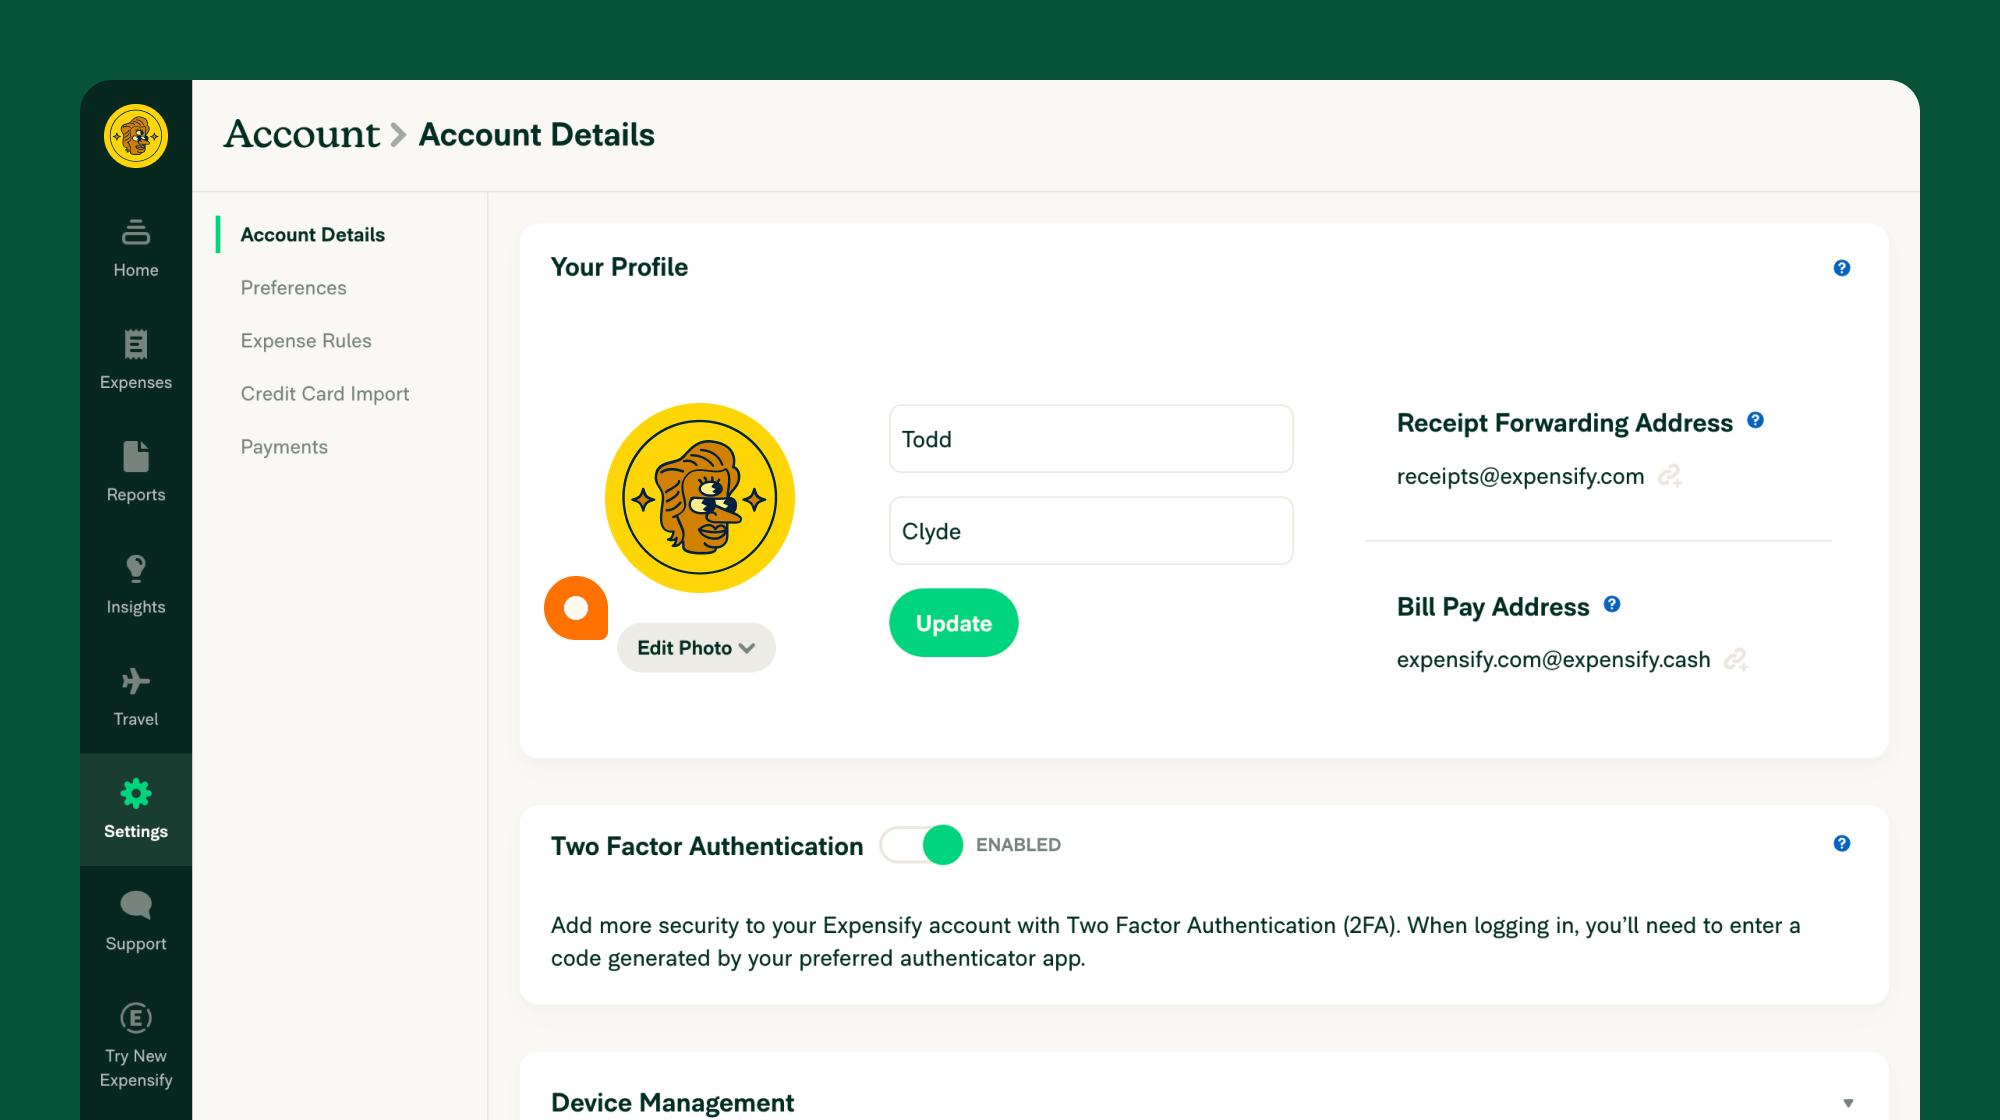 Account > Account Details
Home
Expenses
Reports
Insights
Travel
Settings
Support
Try New
Expensify
Account Details
Preferences
Expense Rules
Credit Card Import
Payments
Your Profile
?
Edit Photo
Todd
Clyde
Update
Receipt Forwarding Address ?
receipts@expensify.com
Bill Pay Address ?
expensify.com@expensify.cash
Two Factor Authentication ENABLED
?
Add more security to your Expensify account with Two Factor Authentication (2FA). When logging in, you’ll need to enter a
code generated by your preferred authenticator app.
Device Management